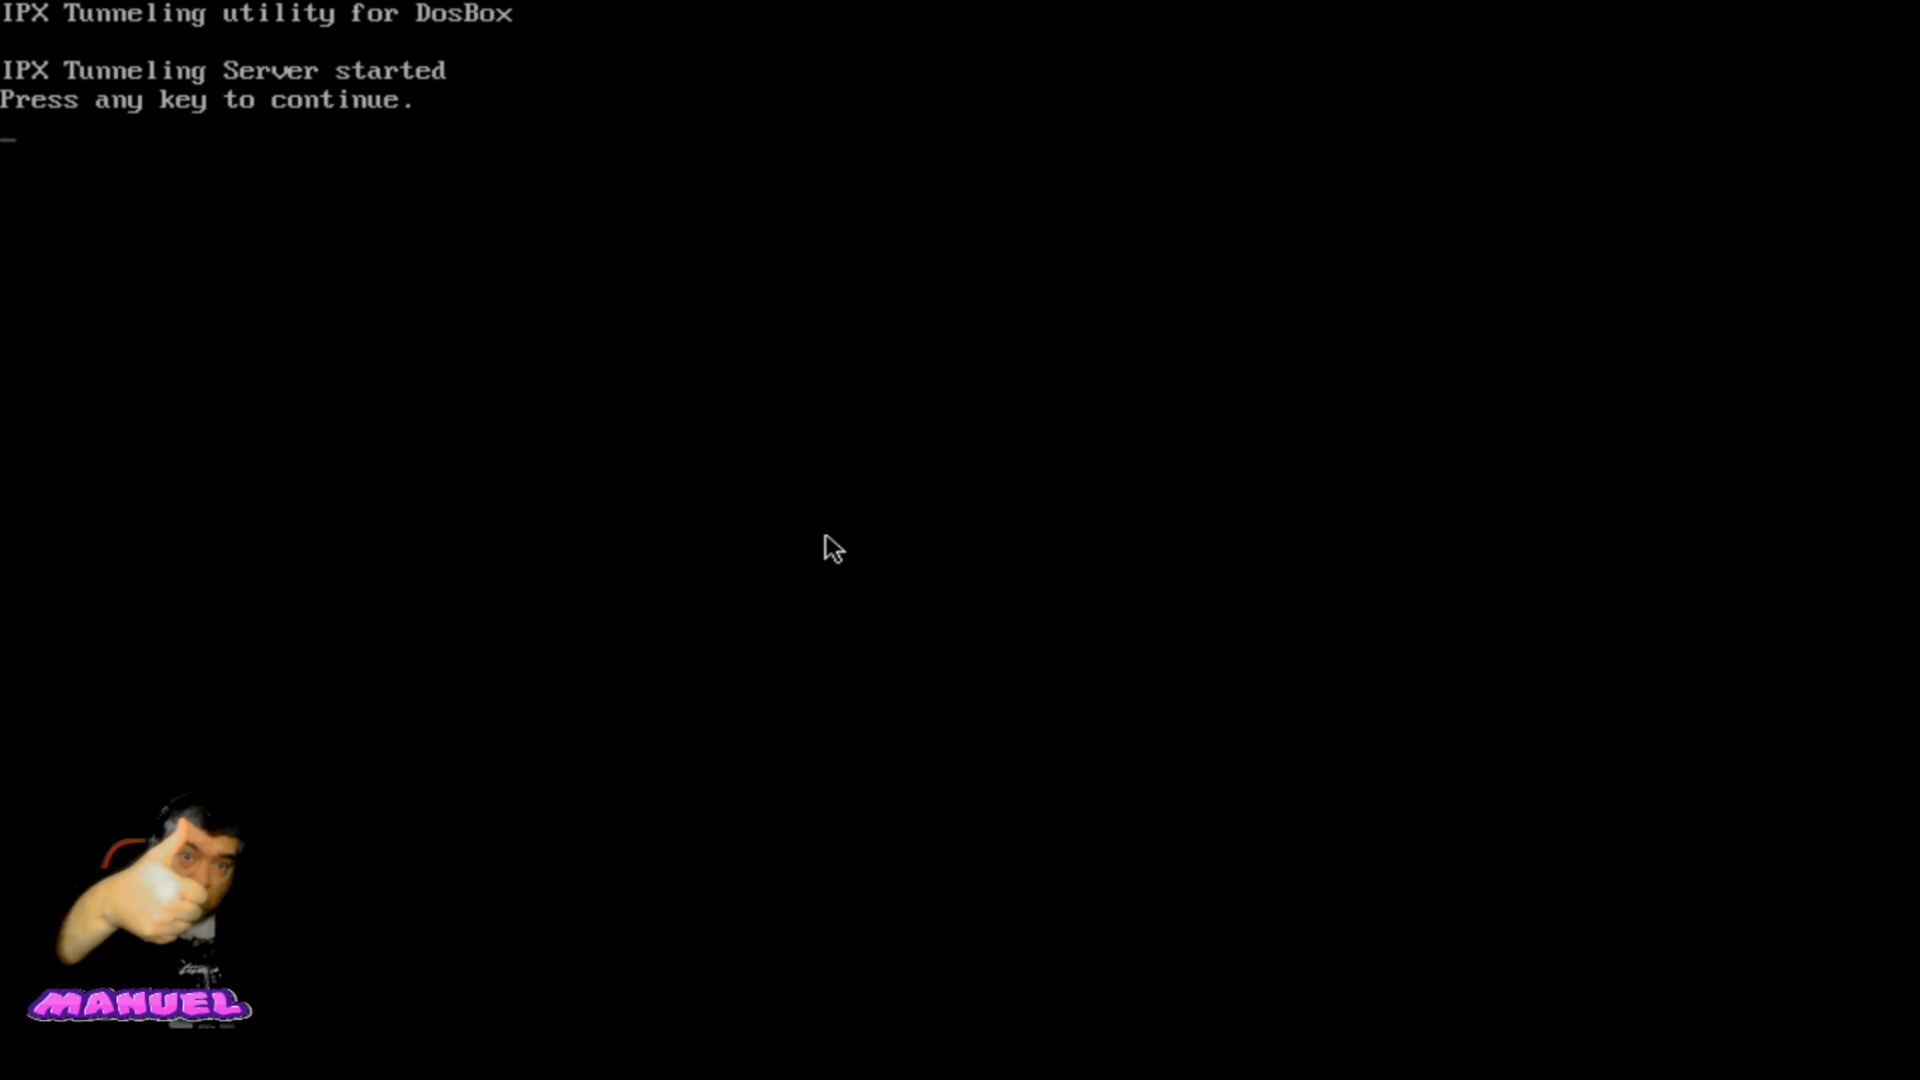 IPX Tunneling utility for DosBox
IPX Tunneling Server started
Press any key to continue.
MANUEL